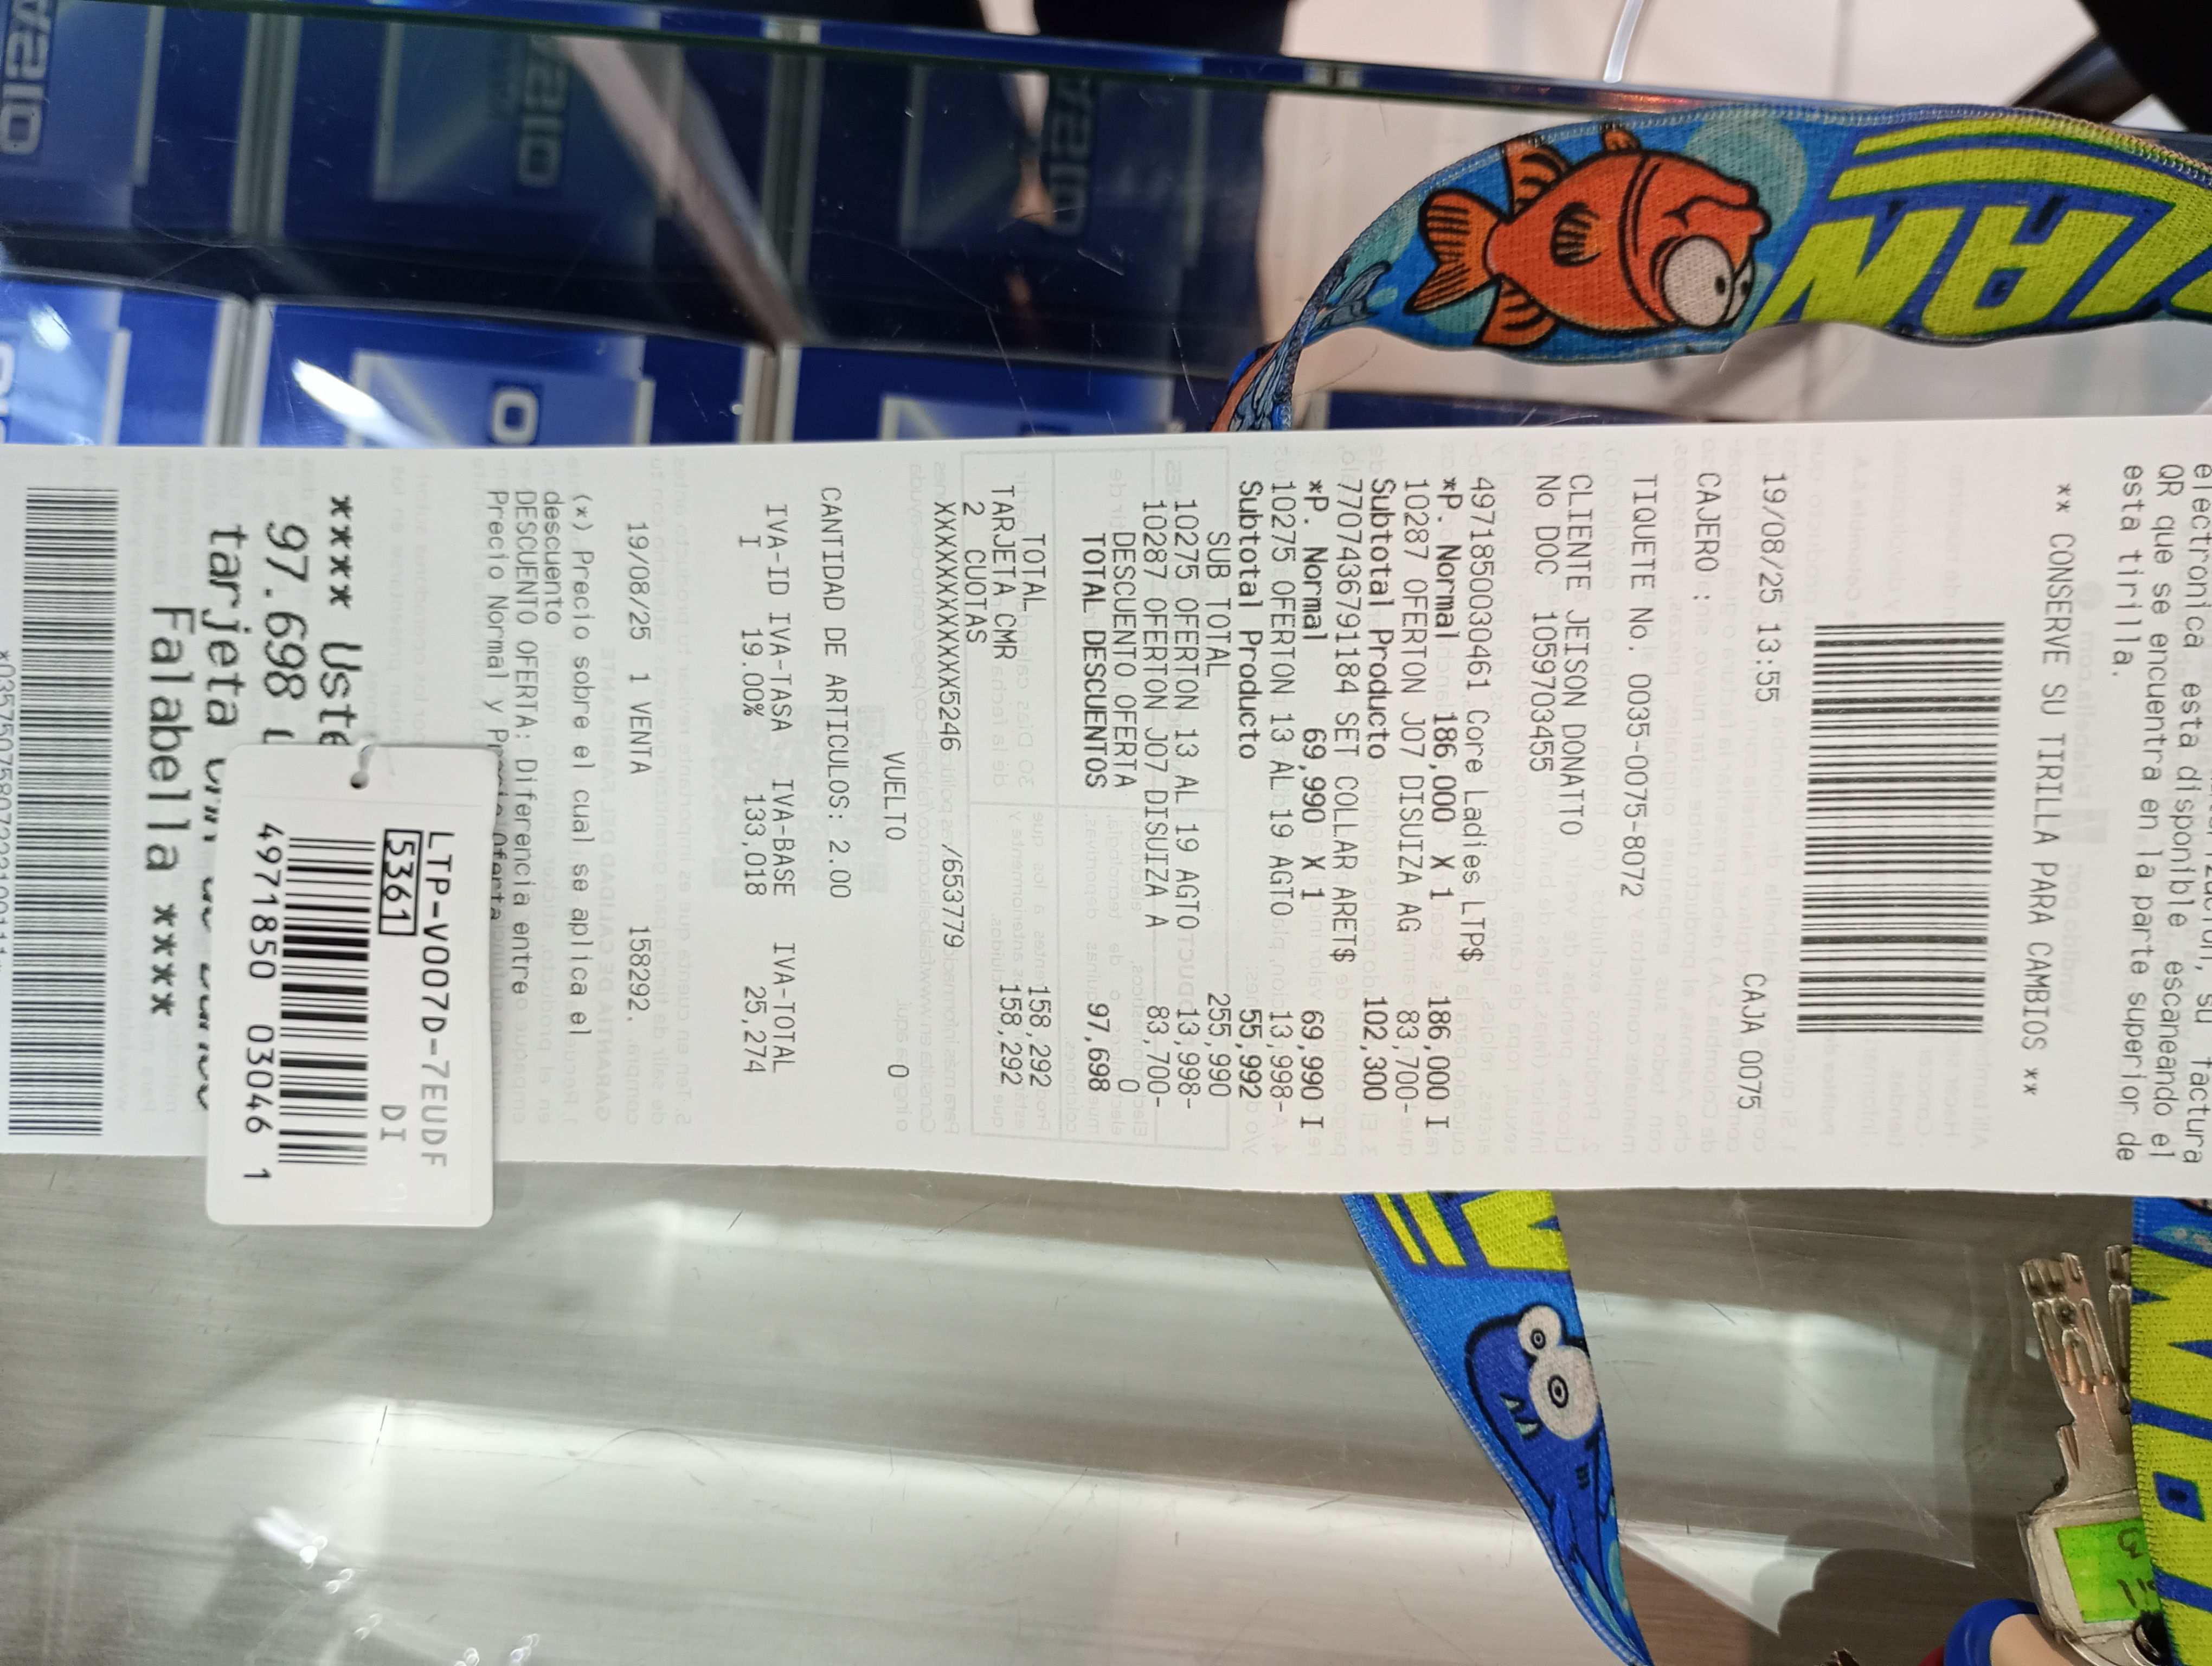 electrónica está disponible escaneando el
QR que se encuentra en la parte superior de
esta tirilla.
** CONSERVE SU TIRILLA PARA CAMBIOS **
19/08/25 13:55 CAJA 0075
CAJERO :
TIQUETE No. 0035-0075-8072
CLIENTE JEISON DONATTO
No DOC 1059703455
4971850030461 Core Ladies LTP$ 186,000 I
*P. Normal 186,000 X 1
10287 OFERTON J07 DISUIZA AG 83,700-
Subtotal Producto 102,300
7707436791184 SET COLLAR ARET$ 69,990 I
*P. Normal 69,990 X 1
10275 OFERTON 13 AL 19 AGTO 13,998-
Subtotal Producto 55,992
SUB TOTAL 255,990
10275 OFERTON 13 AL 19 AGTO 13,998-
10287 OFERTON J07 DISUIZA A 83,700-
DESCUENTO OFERTA 0
TOTAL DESCUENTOS 97,698
TOTAL 158,292
TARJETA CMR 158,292
2 CUOTAS
XXXXXXXXXXXX5246 /653779
VUELTO 0
CANTIDAD DE ARTICULOS: 2.00
IVA-ID IVA-TASA IVA-BASE IVA-TOTAL
I 19.00% 133,018 25,274
19/08/25 1 VENTA 158292.
(*) Precio sobre el cual se aplica el
descuento
DESCUENTO OFERTA: Diferencia entre
Precio Normal y Precio Oferta
**** Uste
97.698
tarjeta
Falabella ****
LTP-V007D-7EUDF
5361 DI
4971850 03046 1